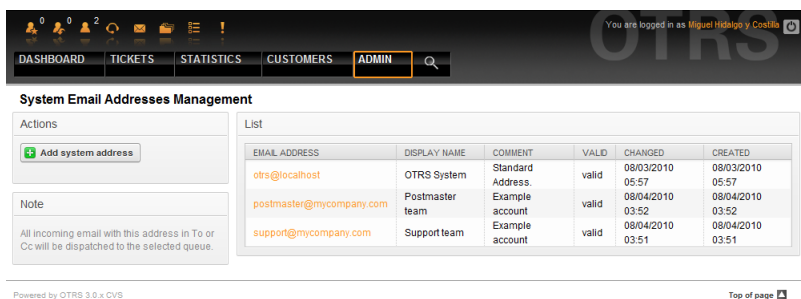 0 0 2
OTRS
You are logged in as Miguel Hidalgo y Costilla
DASHBOARD TICKETS STATISTICS CUSTOMERS ADMIN
System Email Addresses Management
Actions
Add system address
Note
All incoming email with this address in To or
Cc will be dispatched to the selected queue.
List
EMAIL ADDRESS DISPLAY NAME COMMENT VALID CHANGED CREATED
otrs@localhost OTRS System Standard Address. valid 08/03/2010 05:57 08/03/2010 05:57
postmaster@mycompany.com Postmaster team Example account valid 08/04/2010 03:52 08/04/2010 03:52
support@mycompany.com Support team Example account valid 08/04/2010 03:51 08/04/2010 03:51
Powered by OTRS 3.0.x CVS
Top of page